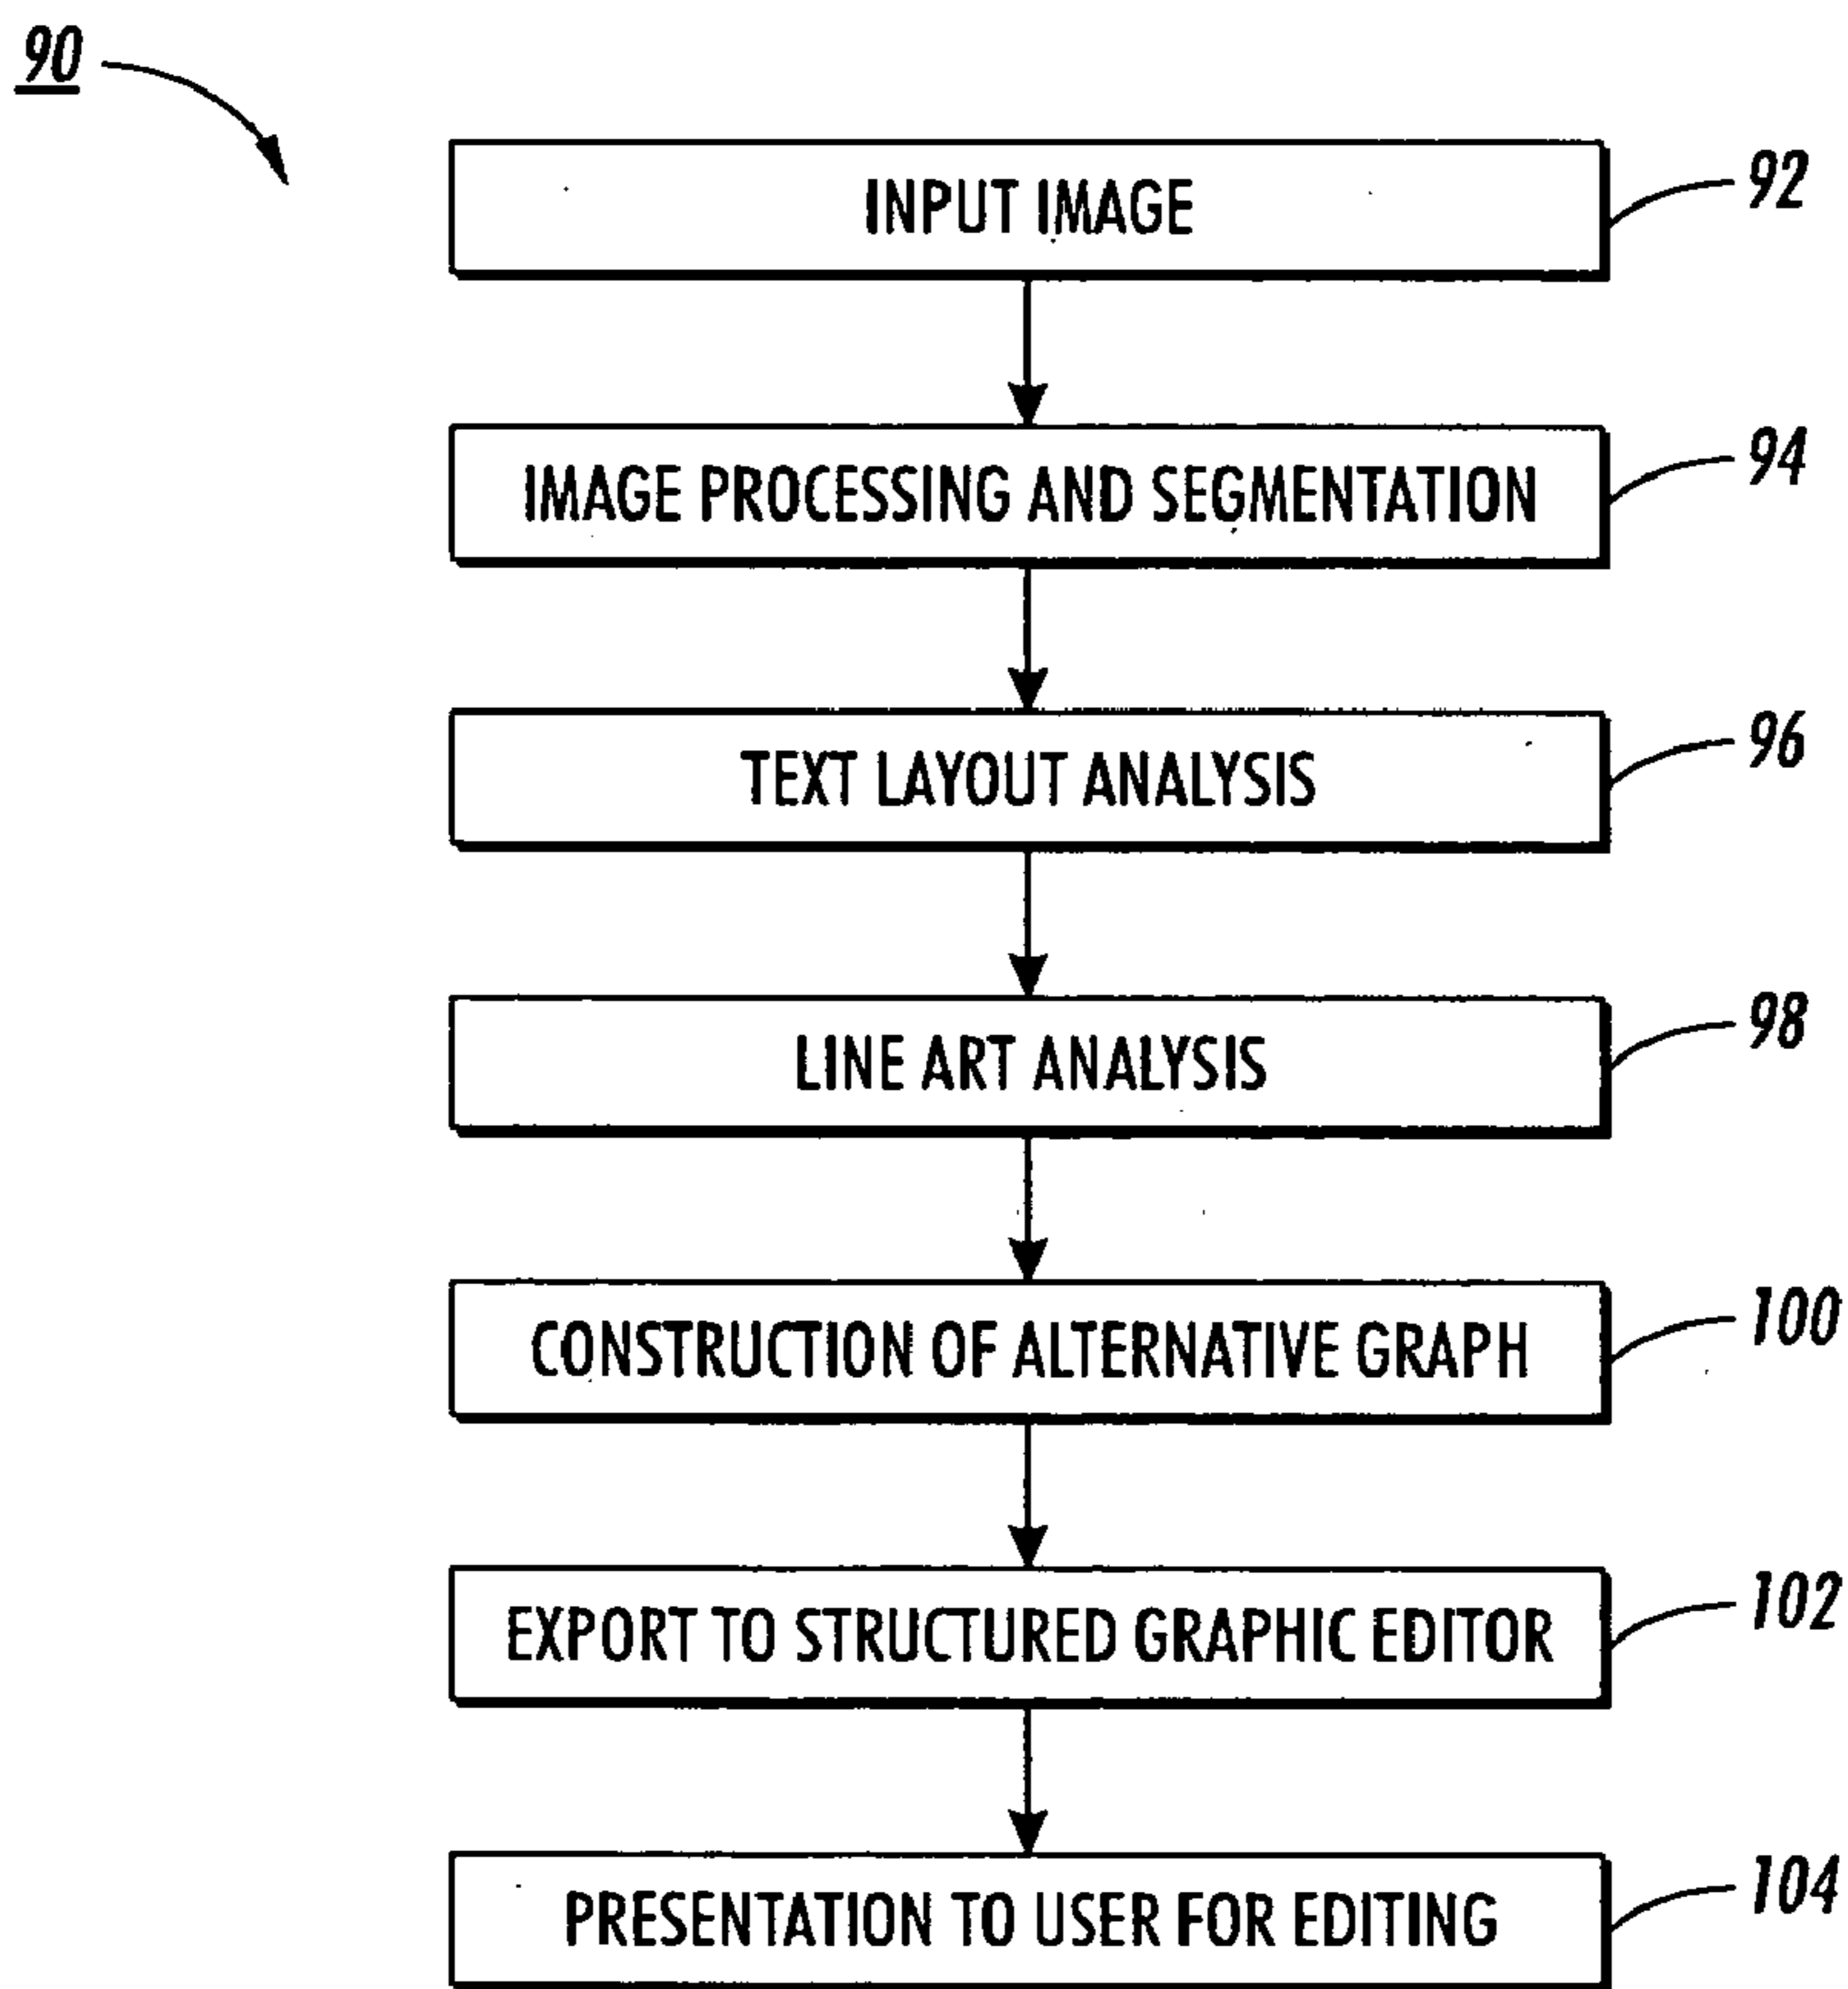 90
INPUT IMAGE
92
IMAGE PROCESSING AND SEGMENTATION
94
TEXT LAYOUT ANALYSIS
96
LINE ART ANALYSIS
98
CONSTRUCTION OF ALTERNATIVE GRAPH
100
EXPORT TO STRUCTURED GRAPHIC EDITOR
102
PRESENTATION TO USER FOR EDITING
104